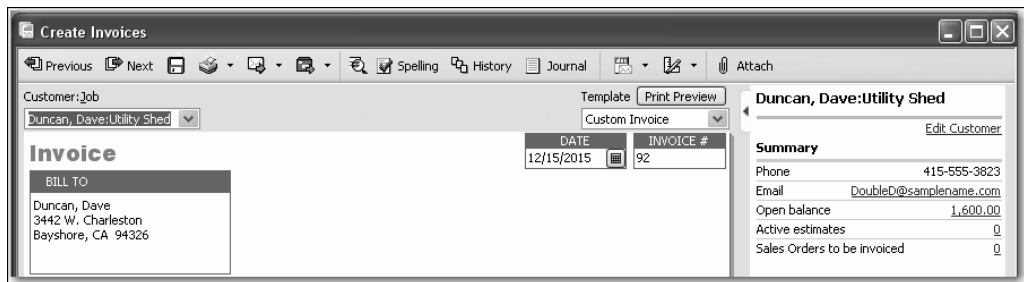 Create Invoices
Previous Next Spelling History Journal Attach
Customer:Job
Template Print Preview
Duncan, Dave:Utility Shed
Custom Invoice
Invoice
DATE INVOICE #
12/15/2015 92
BILL TO
Duncan, Dave
3442 W. Charleston
Bayshore, CA 94326
Duncan, Dave:Utility Shed
Edit Customer
Summary
Phone 415-555-3823
Email DoubleD@samplename.com
Open balance 1,600.00
Active estimates 0
Sales Orders to be invoiced 0